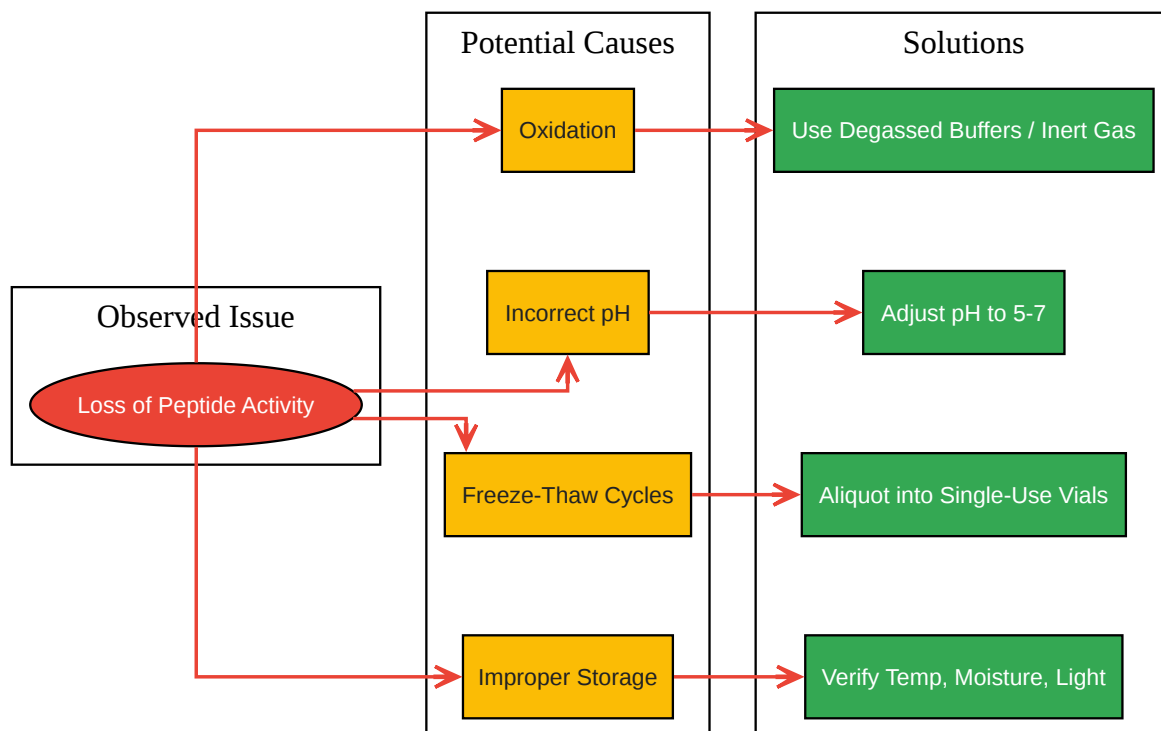 Potential Causes
Solutions
Oxidation
Use Degassed Buffers / Inert Gas
Observed Issue
Incorrect pH
Adjust pH to 5-7
Loss of Peptide Activity
Freeze-Thaw Cycles
Aliquot into Single-Use Vials
Improper Storage
Verify Temp, Moisture, Light